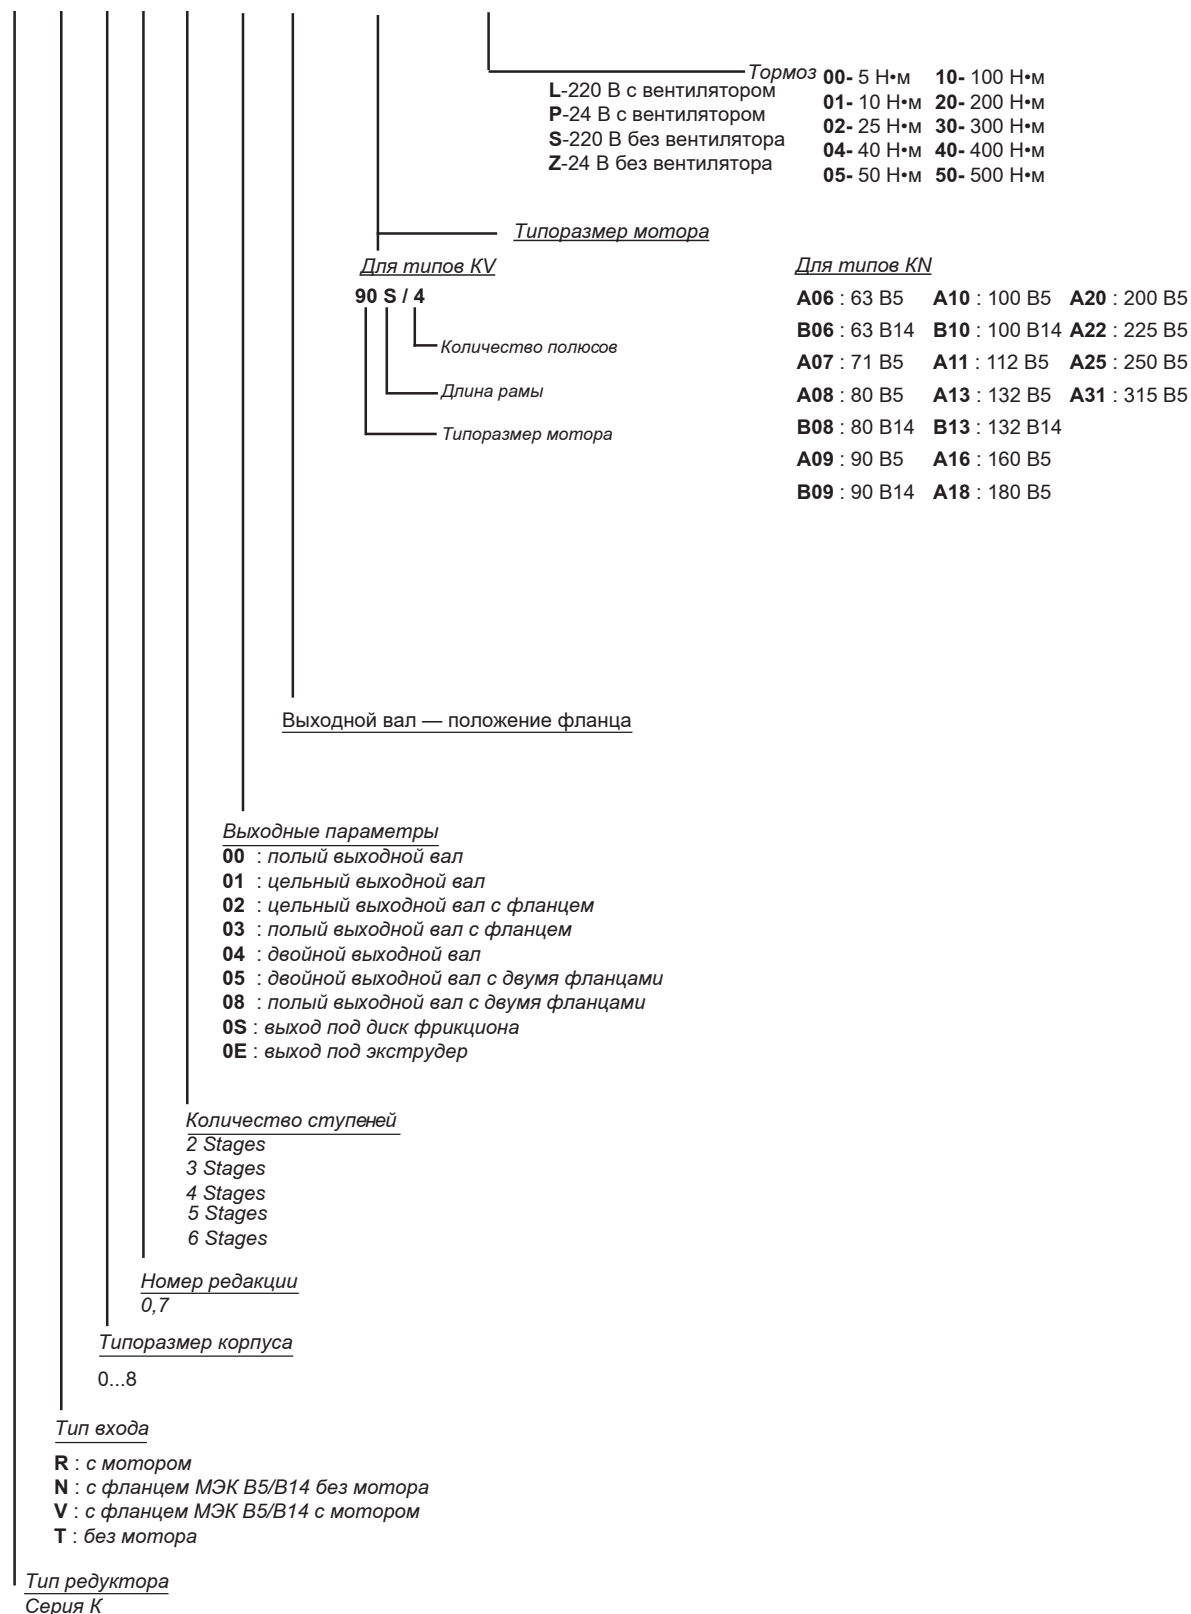 Тормоз
L-220 В с вентилятором
P-24 В с вентилятором
S-220 В без вентилятора
Z-24 В без вентилятора
00- 5 Н•м 10- 100 Н•м
01- 10 Н•м 20- 200 Н•м
02- 25 Н•м 30- 300 Н•м
04- 40 Н•м 40- 400 Н•м
05- 50 Н•м 50- 500 Н•м
Типоразмер мотора
Для типов KV
90 S / 4
Количество полюсов
Длина рамы
Типоразмер мотора
Для типов KN
A06 : 63 B5 A10 : 100 B5 A20 : 200 B5
B06 : 63 B14 B10 : 100 B14 A22 : 225 B5
A07 : 71 B5 A11 : 112 B5 A25 : 250 B5
A08 : 80 B5 A13 : 132 B5 A31 : 315 B5
B08 : 80 B14 B13 : 132 B14
A09 : 90 B5 A16 : 160 B5
B09 : 90 B14 A18 : 180 B5
Выходной вал — положение фланца
Выходные параметры
00 : полый выходной вал
01 : цельный выходной вал
02 : цельный выходной вал с фланцем
03 : полый выходной вал с фланцем
04 : двойной выходной вал
05 : двойной выходной вал с двумя фланцами
08 : полый выходной вал с двумя фланцами
0S : выход под диск фрикциона
0E : выход под экструдер
Количество ступеней
2 Stages
3 Stages
4 Stages
5 Stages
6 Stages
Номер редакции
0,7
Типоразмер корпуса
0...8
Тип входа
R : с мотором
N : с фланцем МЭК B5/B14 без мотора
V : с фланцем МЭК B5/B14 с мотором
T : без мотора
Тип редуктора
Серия К